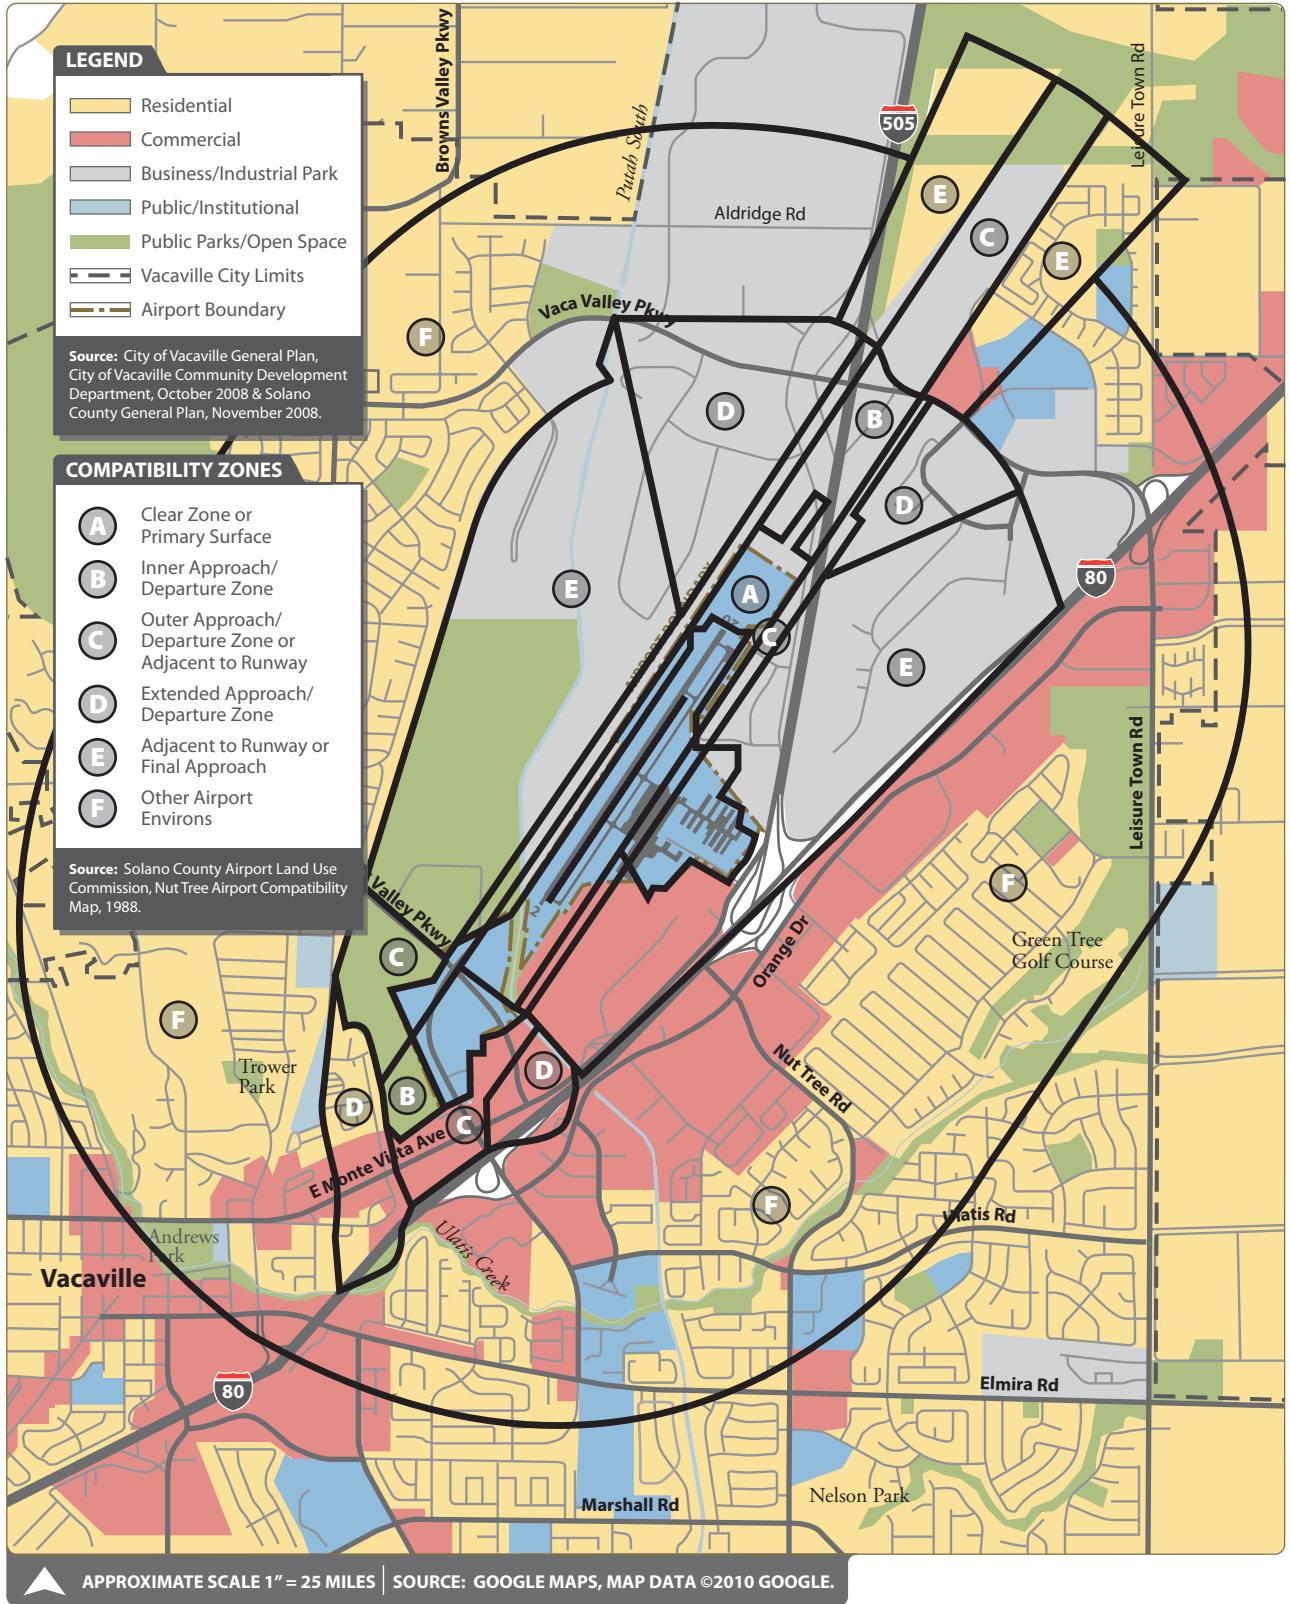 LEGEND
Residential
Commercial
Business/Industrial Park
Public/Institutional
Public Parks/Open Space
Vacaville City Limits
Airport Boundary
Source: City of Vacaville General Plan,
City of Vacaville Community Development
Department, October 2008 & Solano
County General Plan, November 2008.
COMPATIBILITY ZONES
A
Clear Zone or
Primary Surface
B
Inner Approach/
Departure Zone
C
Outer Approach/
Departure Zone or
Adjacent to Runway
D
Extended Approach/
Departure Zone
E
Adjacent to Runway or
Final Approach
F
Other Airport
Environs
Source: Solano County Airport Land Use
Commission, Nut Tree Airport Compatibility
Map, 1988.
Browns Valley Pkwy
Putah South
505
Leisure Town Rd
Aldridge Rd
E
C
E
Vaca Valley Pkwy
F
D
B
D
80
E
A
AIRPORT BOUNDARY
20
C
E
Leisure Town Rd
F
Valley Pkwy
2
C
Orange Dr
Green Tree
Golf Course
F
Trower
Park
D
B
D
C
Nut Tree Rd
E Monte Vista Ave
F
Ulatis Rd
Andrews
Park
Ulatis Creek
Vacaville
80
Elmira Rd
Nelson Park
Marshall Rd
APPROXIMATE SCALE 1” = 25 MILES
SOURCE: GOOGLE MAPS, MAP DATA ©2010 GOOGLE.